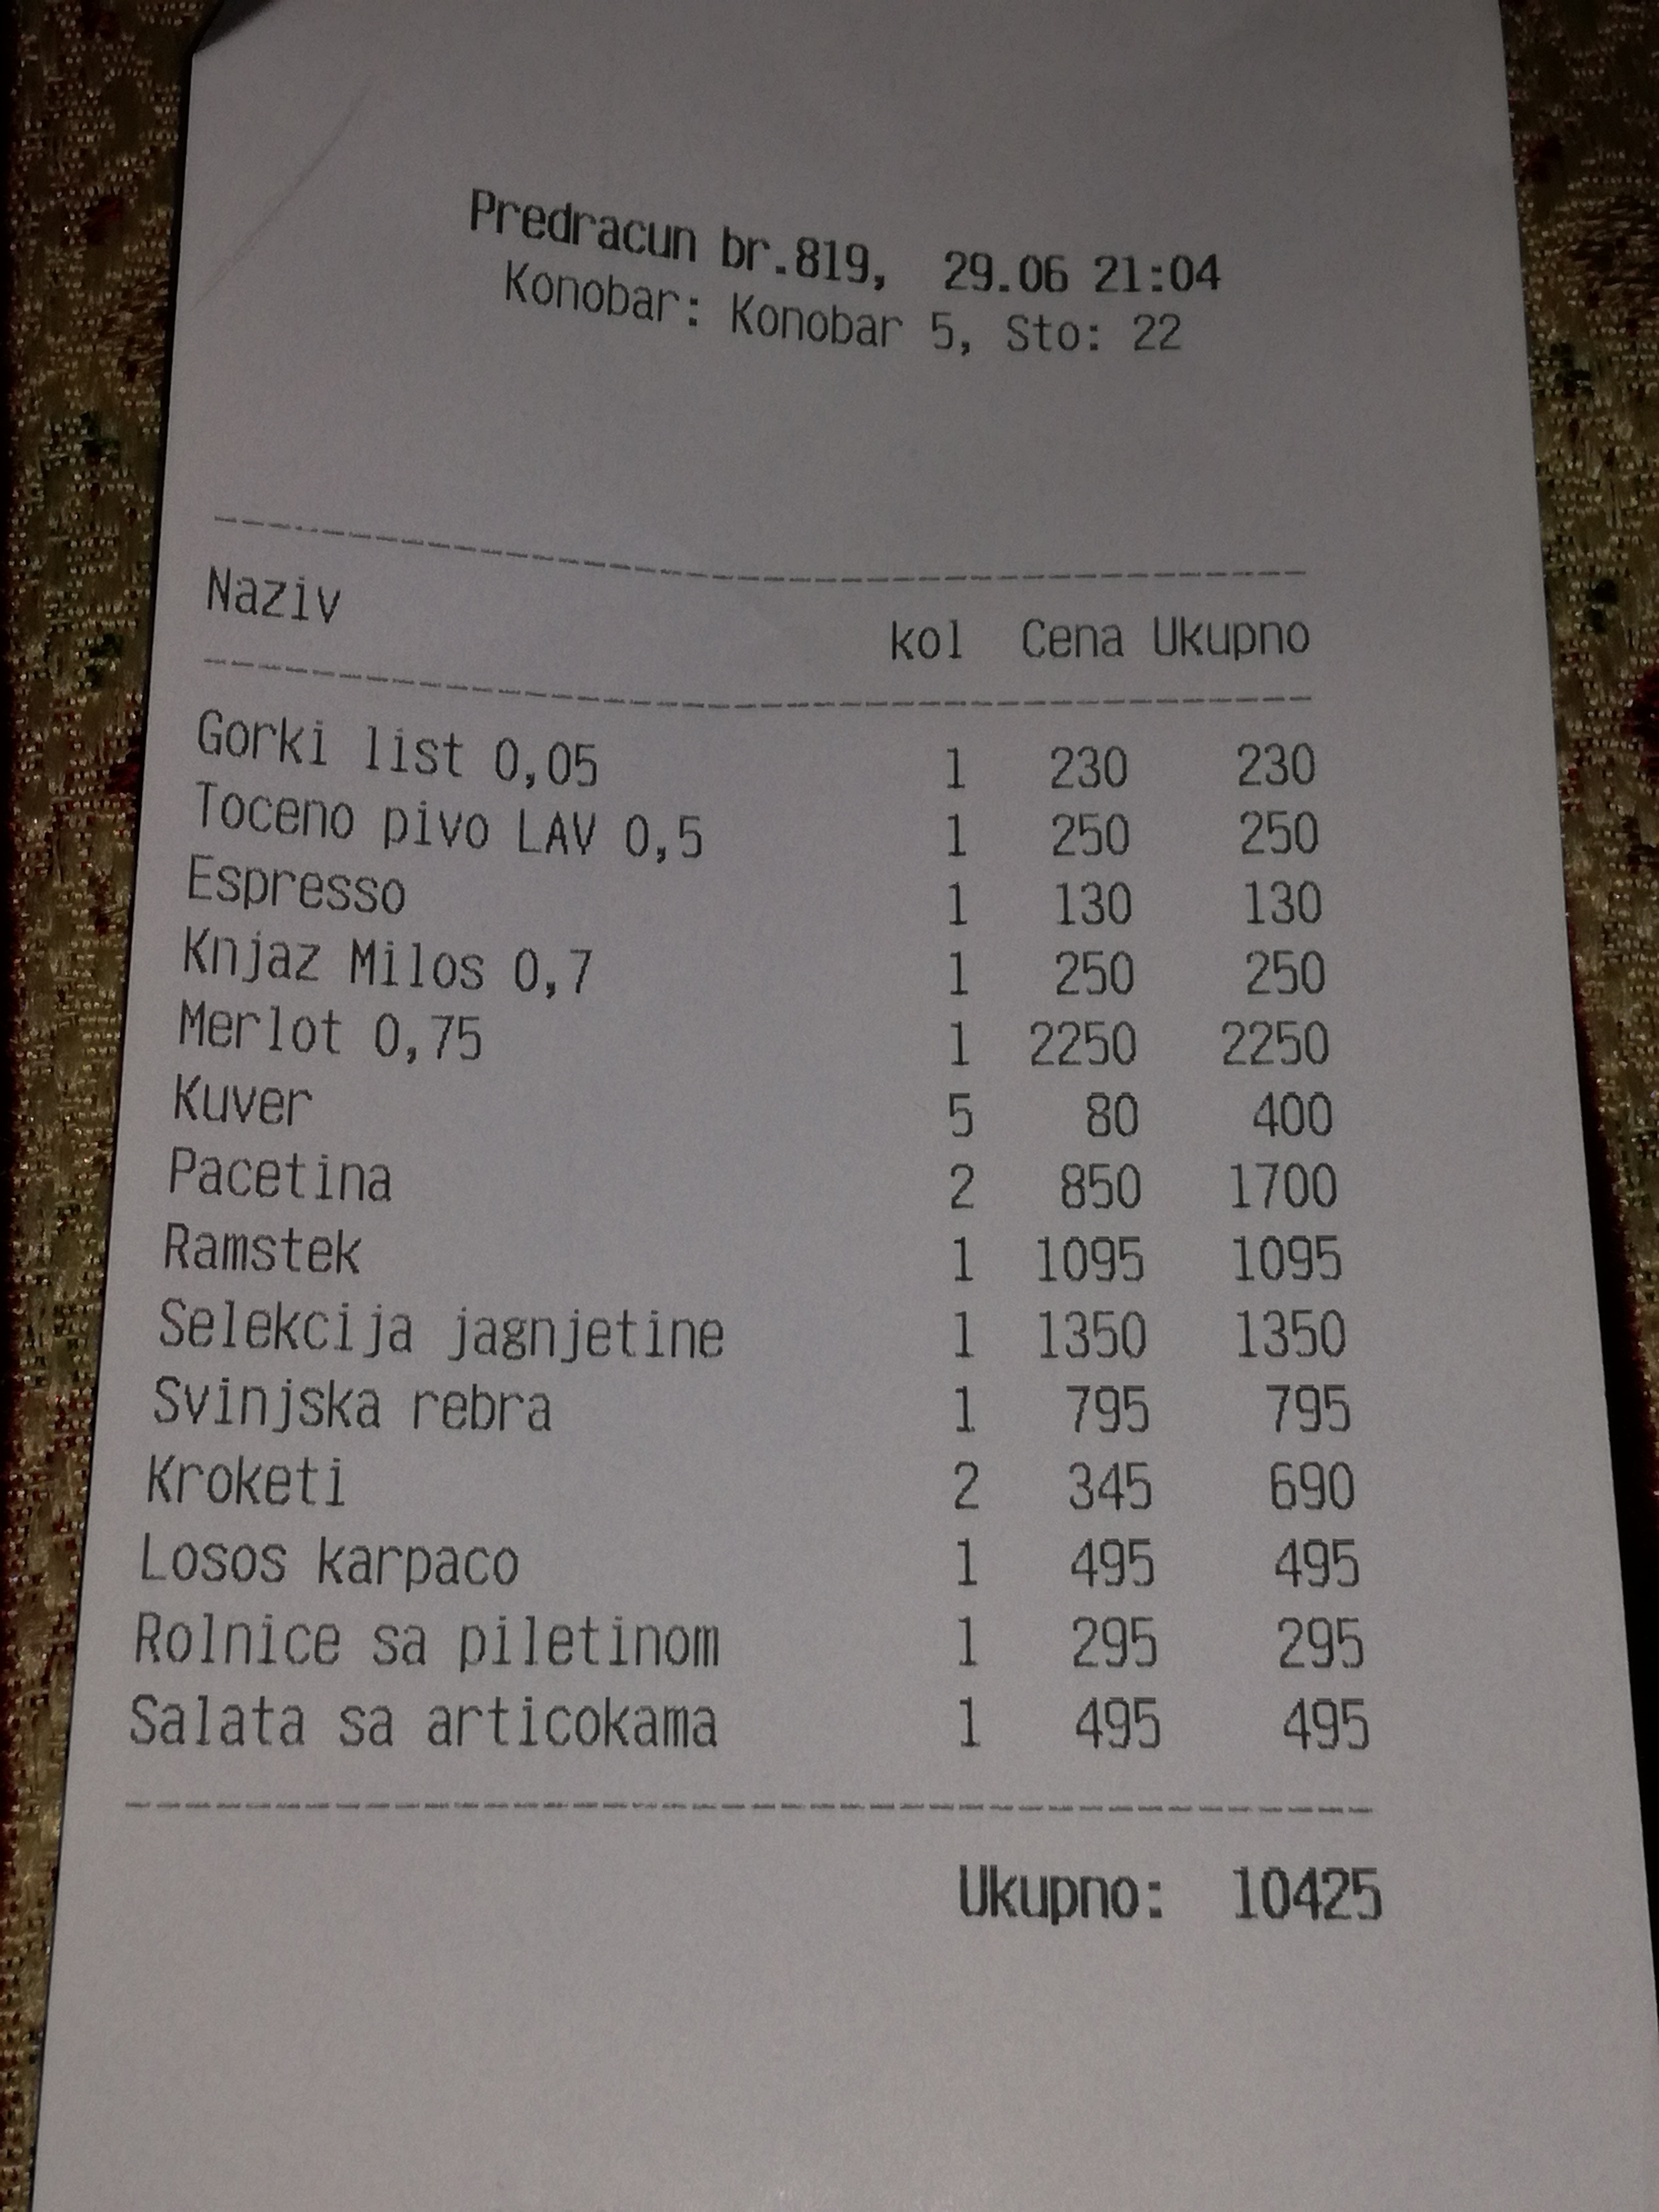 Predracun br.819, 29.06 21:04
Konobar: Konobar 5, Sto: 22
Naziv kol Cena Ukupno
Gorki list 0,05 1 230 230
Toceno pivo LAV 0,5 1 250 250
Espresso 1 130 130
Knjaz Milos 0,7 1 250 250
Merlot 0,75 1 2250 2250
Kuver 5 80 400
Pacetina 2 850 1700
Ramstek 1 1095 1095
Selekcija jagnjetine 1 1350 1350
Svinjska rebra 1 795 795
Kroketi 2 345 690
Losos karpaco 1 495 495
Rolnice sa piletinom 1 295 295
Salata sa articokama 1 495 495
Ukupno: 10425